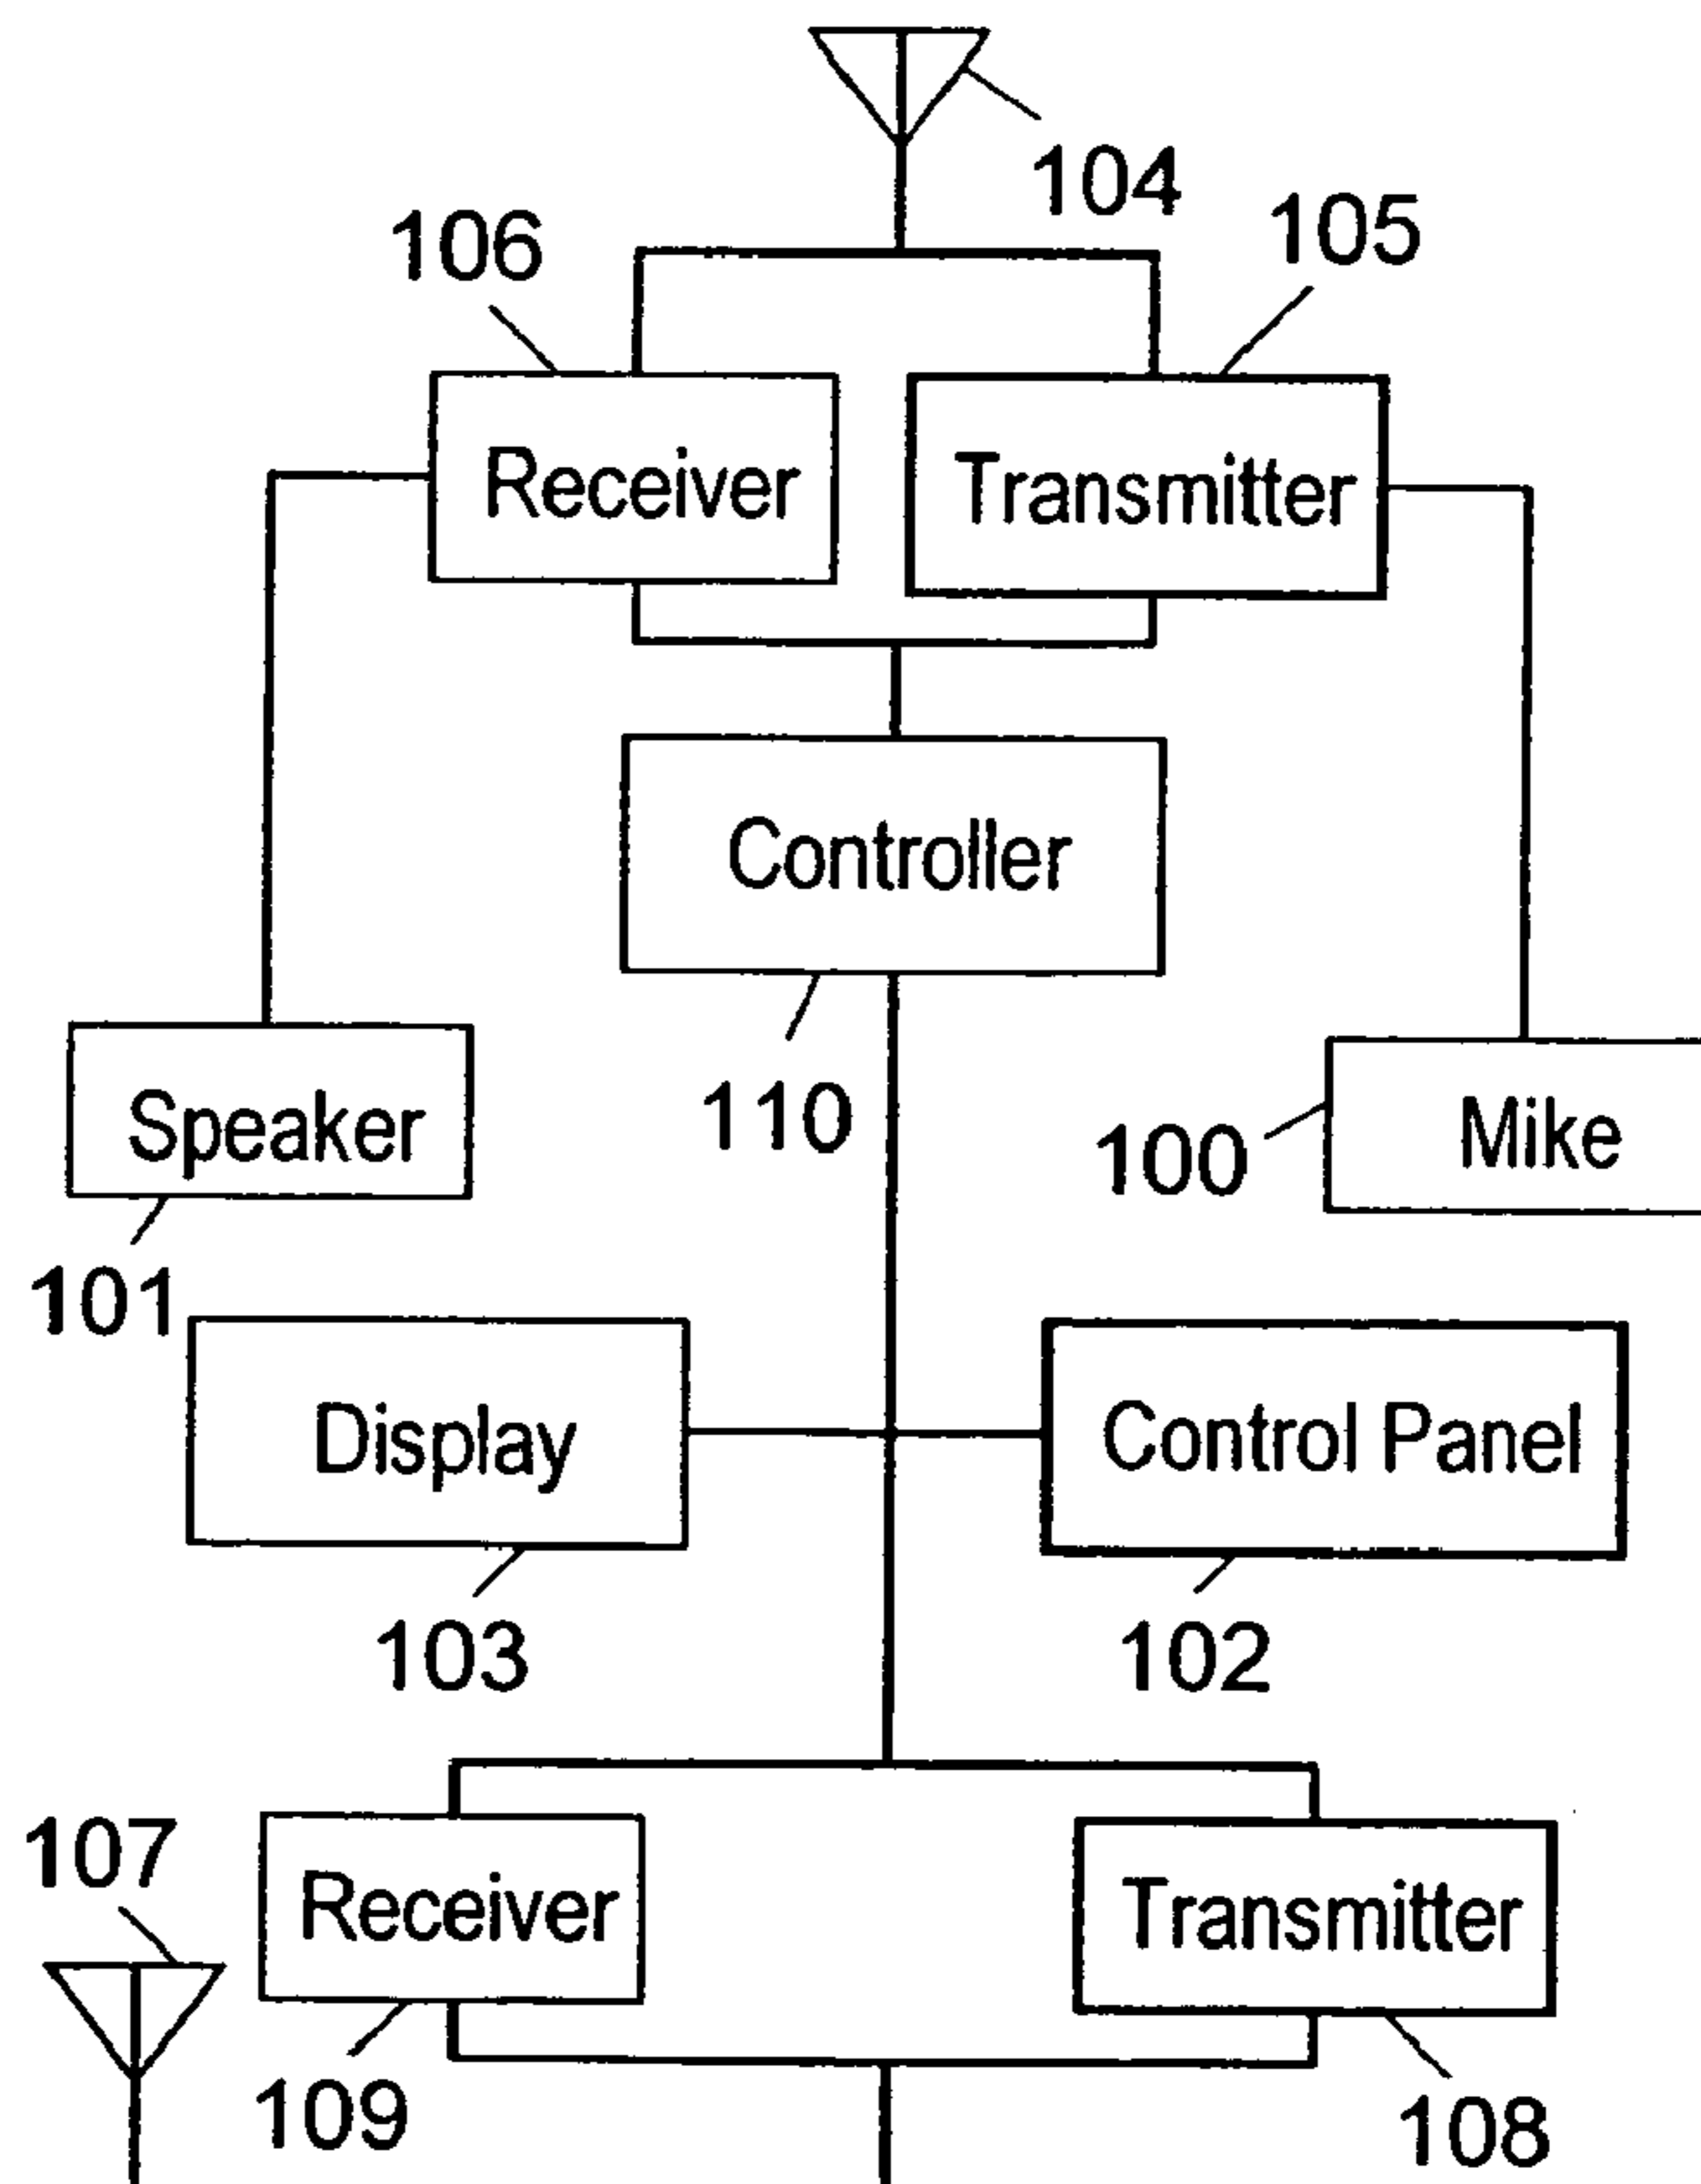 104
106
105
Receiver
Transmitter
Controller
Speaker
110
100
Mike
101
Display
Control Panel
103
102
107
Receiver
Transmitter
109
108